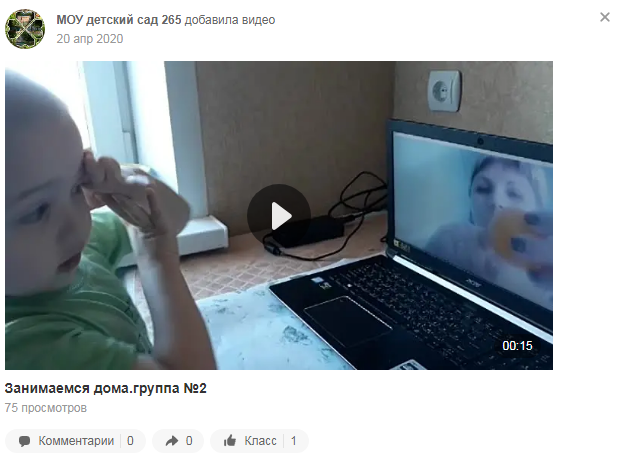 МОУ детский сад 265 добавила видео
20 апр 2020
acer
00:15
Занимаемся дома.группа №2
75 просмотров
Комментарии 0
0
Класс 1